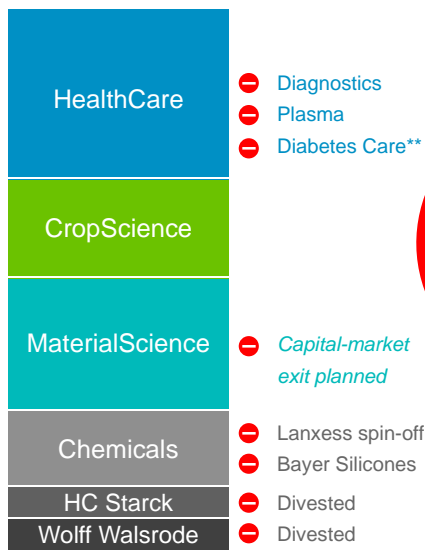 HealthCare
Diagnostics
Plasma
Diabetes Care**
CropScience
MaterialScience
Capital-market
exit planned
Chemicals
Lanxess spin-off
Bayer Silicones
HC Starck
Divested
Wolff Walsrode
Divested